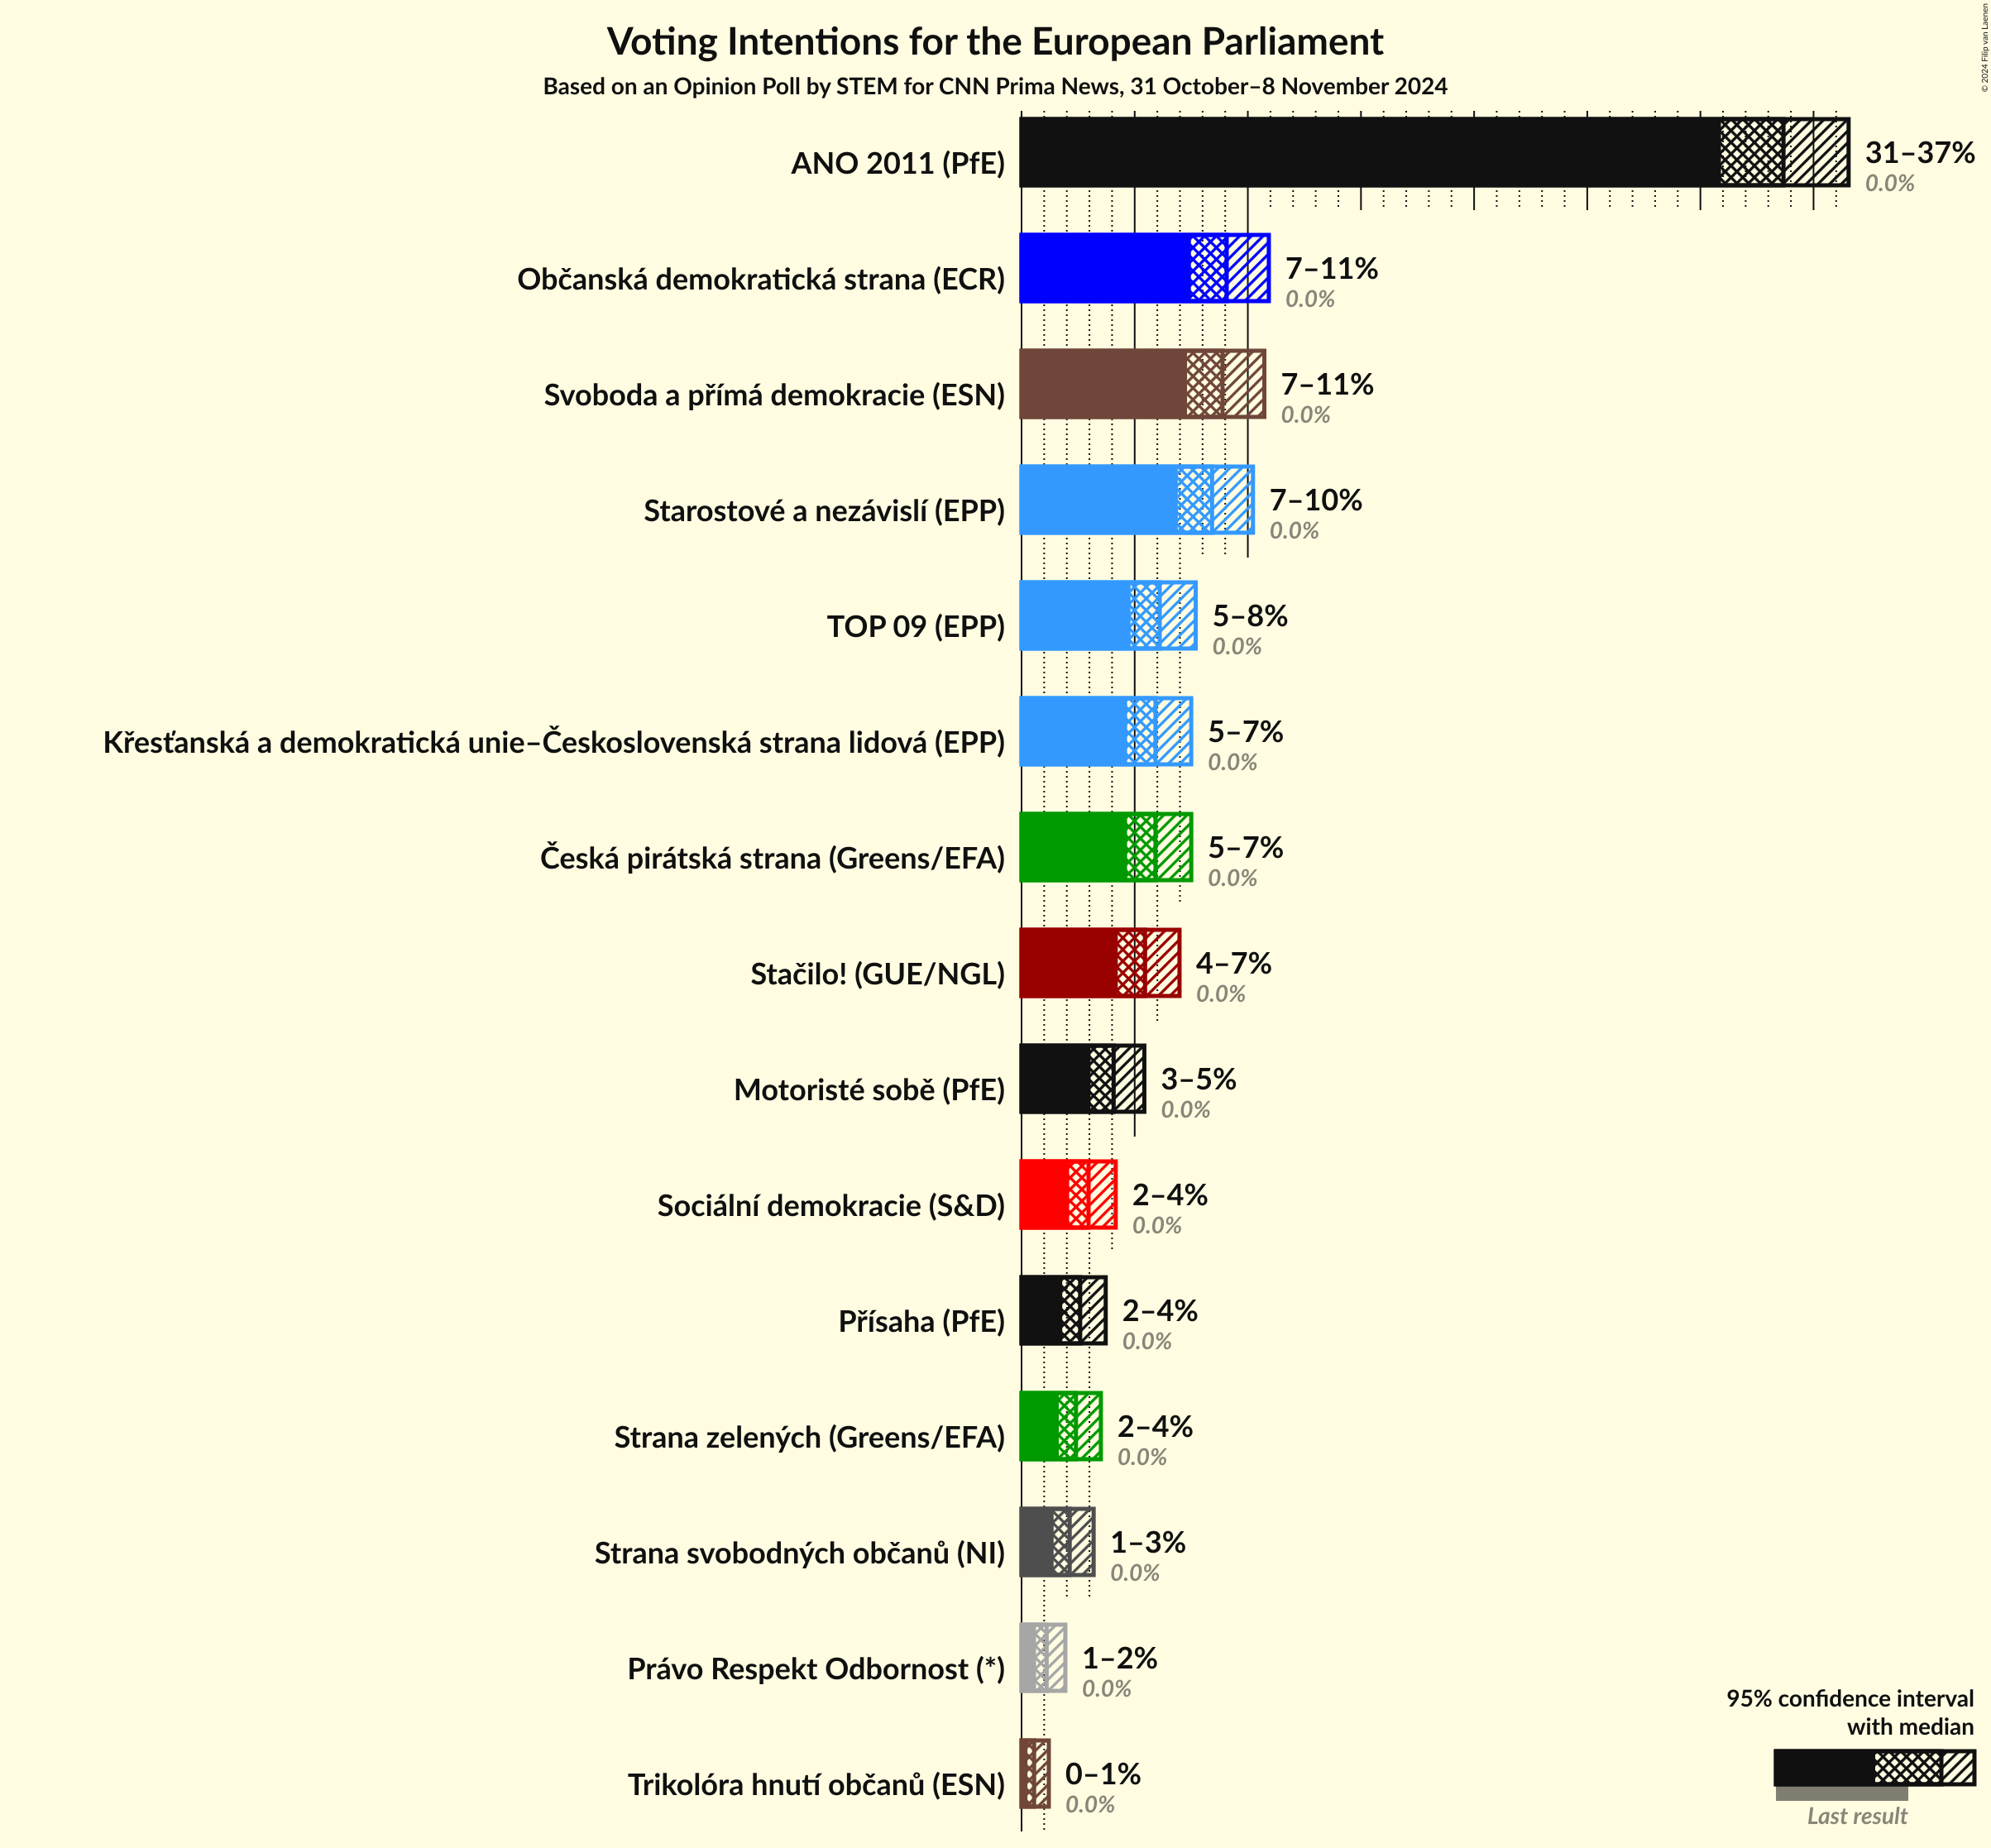 Voting Intentions for the European Parliament
Based on an Opinion Poll by STEM for CNN Prima News, 31 October–8 November 2024
© 2024 Filip van Laenen
ANO 2011 (PfE)
31–37%
0.0%
Občanská demokratická strana (ECR)
7–11%
0.0%
Svoboda a přímá demokracie (ESN)
7–11%
0.0%
Starostové a nezávislí (EPP)
7–10%
0.0%
TOP 09 (EPP)
5–8%
0.0%
Křesťanská a demokratická unie–Československá strana lidová (EPP)
5–7%
0.0%
Česká pirátská strana (Greens/EFA)
5–7%
0.0%
Stačilo! (GUE/NGL)
4–7%
0.0%
Motoristé sobě (PfE)
3–5%
0.0%
Sociální demokracie (S&D)
2–4%
0.0%
Přísaha (PfE)
2–4%
0.0%
Strana zelených (Greens/EFA)
2–4%
0.0%
Strana svobodných občanů (NI)
1–3%
0.0%
Právo Respekt Odbornost (*)
1–2%
0.0%
Trikolóra hnutí občanů (ESN)
0–1%
0.0%
95% confidence interval
with median
Last result